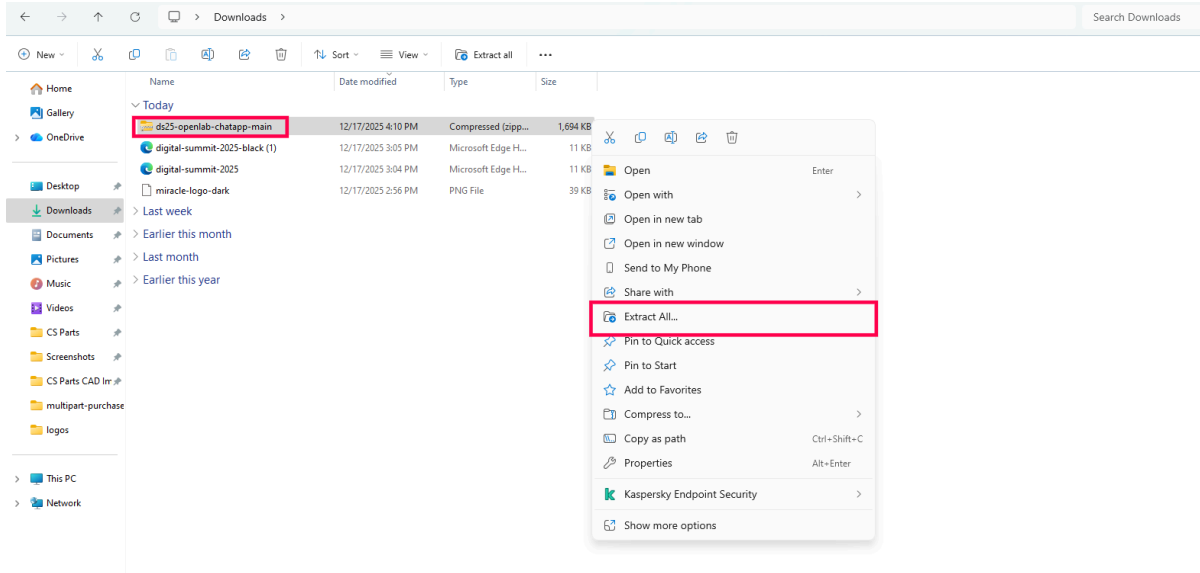 Downloads
Search Downloads
New
Sort
View
Extract all
Name
Date modified
Type
Size
Home
Gallery
OneDrive
Desktop
Downloads
Documents
Pictures
Music
Videos
CS Parts
Screenshots
CS Parts CAD Im
multipart-purchase
logos
This PC
Network
Today
ds25-openlab-chatapp-main 12/17/2025 4:10 PM Compressed (zipp... 1,694 KB
digital-summit-2025-black (1) 12/17/2025 3:05 PM Microsoft Edge H... 11 KB
digital-summit-2025 12/17/2025 3:04 PM Microsoft Edge H... 11 KB
miracle-logo-dark 12/17/2025 2:56 PM PNG File 39 KB
Last week
Earlier this month
Last month
Earlier this year
Open Enter
Open with
Open in new tab
Open in new window
Send to My Phone
Share with
Extract All...
Pin to Quick access
Pin to Start
Add to Favorites
Compress to...
Copy as path Ctrl+Shift+C
Properties Alt+Enter
Kaspersky Endpoint Security
Show more options